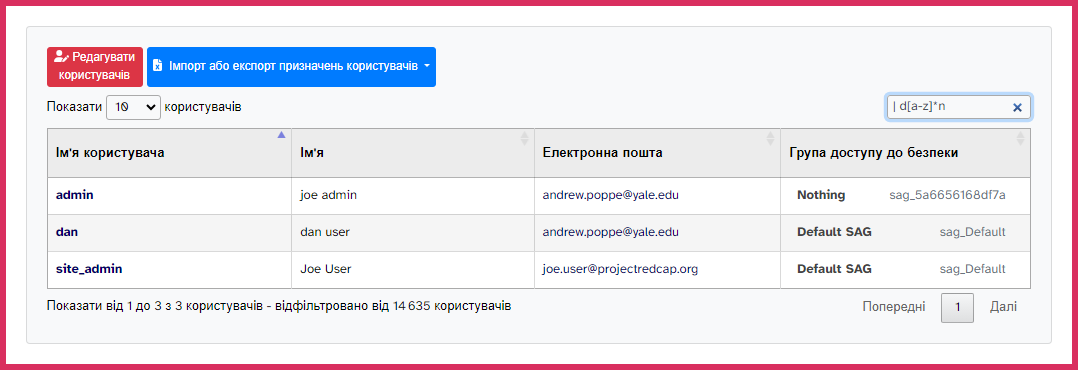 Редагувати
користувачів
Імпорт або експорт призначень користувачів
Показати 10 користувачів
| d[a-z]*n
Ім'я користувача Ім'я Електронна пошта Група доступу до безпеки
admin joe admin andrew.poppe@yale.edu Nothing sag_5a6656168df7a
dan dan user andrew.poppe@yale.edu Default SAG sag_Default
site_admin Joe User joe.user@projectredcap.org Default SAG sag_Default
Показати від 1 до 3 з 3 користувачів - відфільтровано від 14 635 користувачів
Попередні 1 Далі